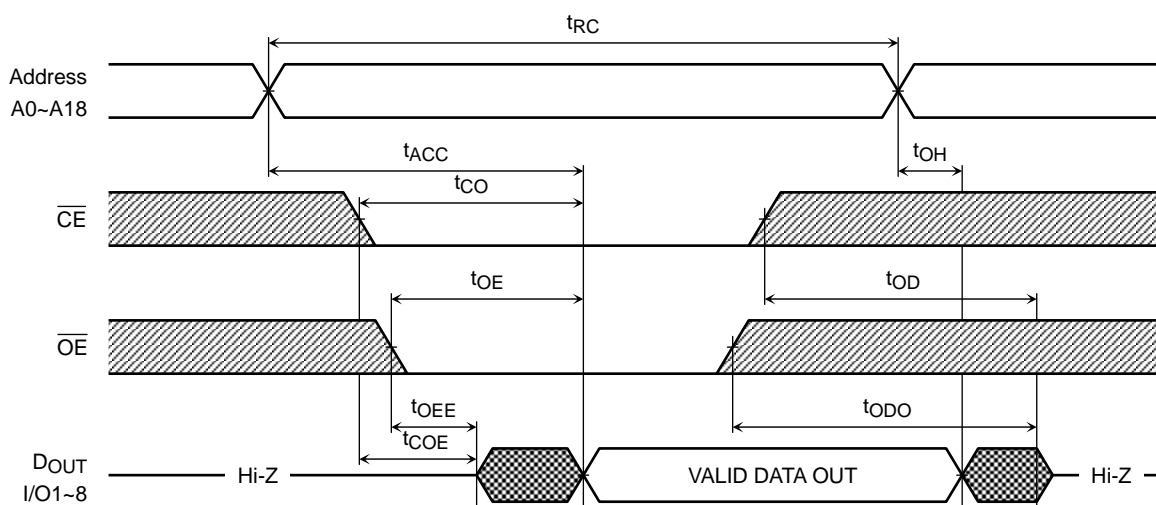 tRC
Address
A0~A18
tACC
tOH
tCO
CE
tOE
tOD
OE
tOEE
tODO
tCOE
DOUT
I/O1~8
Hi-Z
VALID DATA OUT
Hi-Z